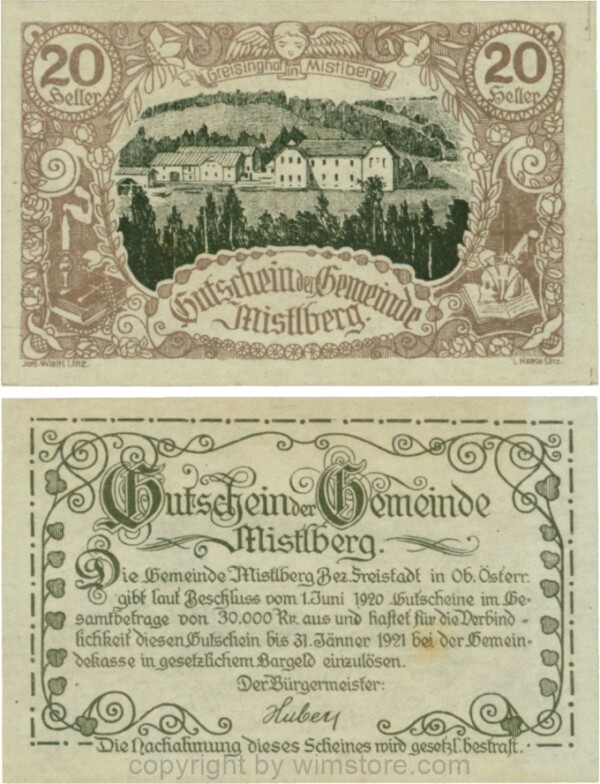 20 Heller
Greisinghof in Mistlberg
20 Heller
Gutschein der Gemeinde
Mistlberg.
Jos. Wolfl Linz.
Linz.
Gutschein der Gemeinde
Mistlberg.
Die Gemeinde Mistlberg Bez. Freistadt in Ob. Österr.
gibt laut Beschluss vom 1. Juni 1920 Gutscheine im Ge-
samtbetrage von 30.000 Kr. aus und haftet für die Verbind-
lichkeit diesen Gutschein bis 31. Jänner 1921 bei der Gemein-
dekasse in gesetzlichem Bargeld einzulösen.
Der Bürgermeister:
Huber
Die Nachahmung dieses Scheines wird gesetzl. bestraft.
copyright by wimstore.com